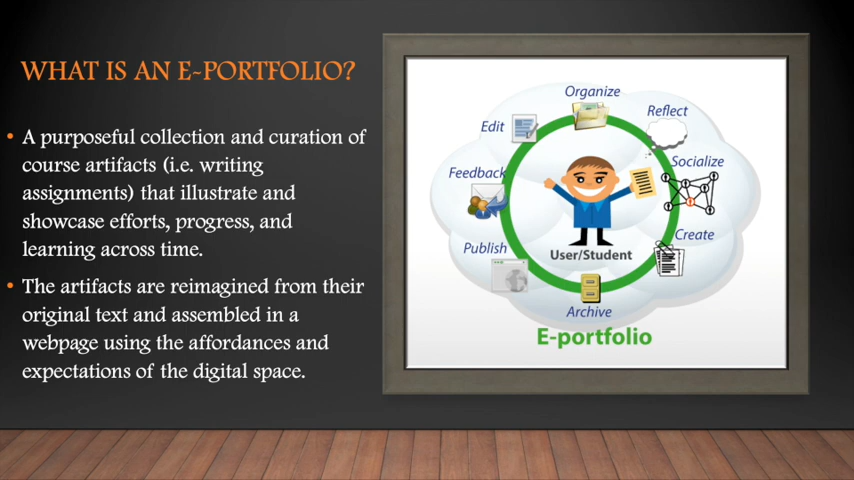 WHAT IS AN E-PORTFOLIO?
• A purposeful collection and curation of
course artifacts (i.e. writing
assignments) that illustrate and
showcase efforts, progress, and
learning across time.
• The artifacts are reimagined from their
original text and assembled in a
webpage using the affordances and
expectations of the digital space.
Organize
Reflect
Edit
Socialize
Feedback
Create
Publish
User/Student
Archive
E-portfolio